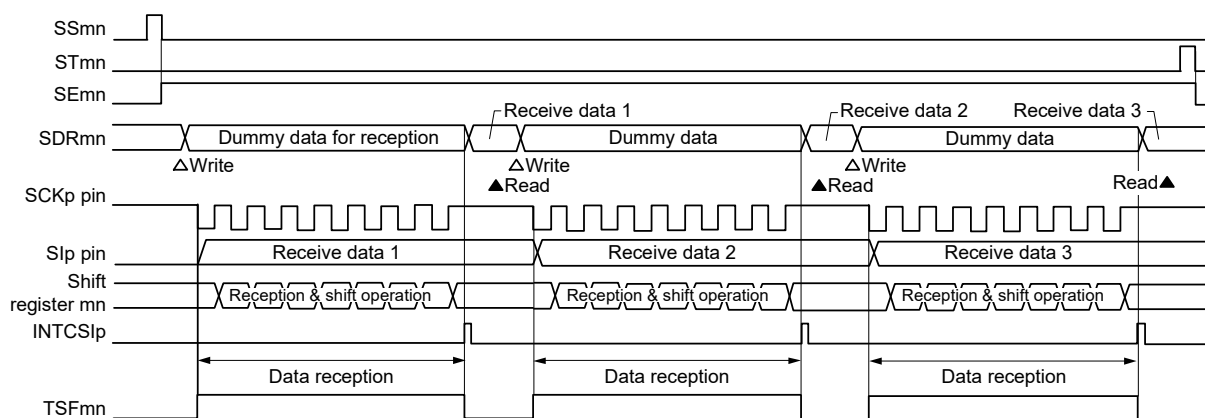 SSmn
STmn
SEmn
Receive data 1
Receive data 2
Receive data 3
SDRmn
Dummy data for reception
Dummy data
Dummy data
△Write
△Write
△Write
▲Read
▲Read
Read▲
SCKp pin
SIp pin
Receive data 1
Receive data 2
Receive data 3
Shift
register mn
Reception & shift operation
Reception & shift operation
Reception & shift operation
INTCSIp
Data reception
Data reception
Data reception
TSFmn